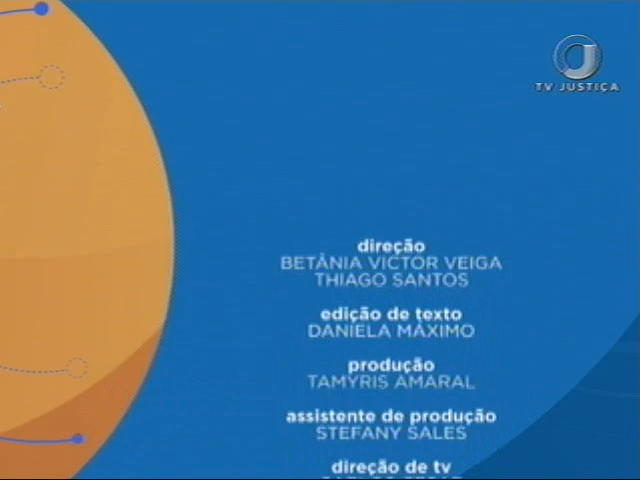 TV JUSTIÇA
direção
BETÂNIA VICTOR VEIGA
THIAGO SANTOS
edição de texto
DANIELA MÁXIMO
produção
TAMYRIS AMARAL
assistente de produção
STEFANY SALES
direção de tv